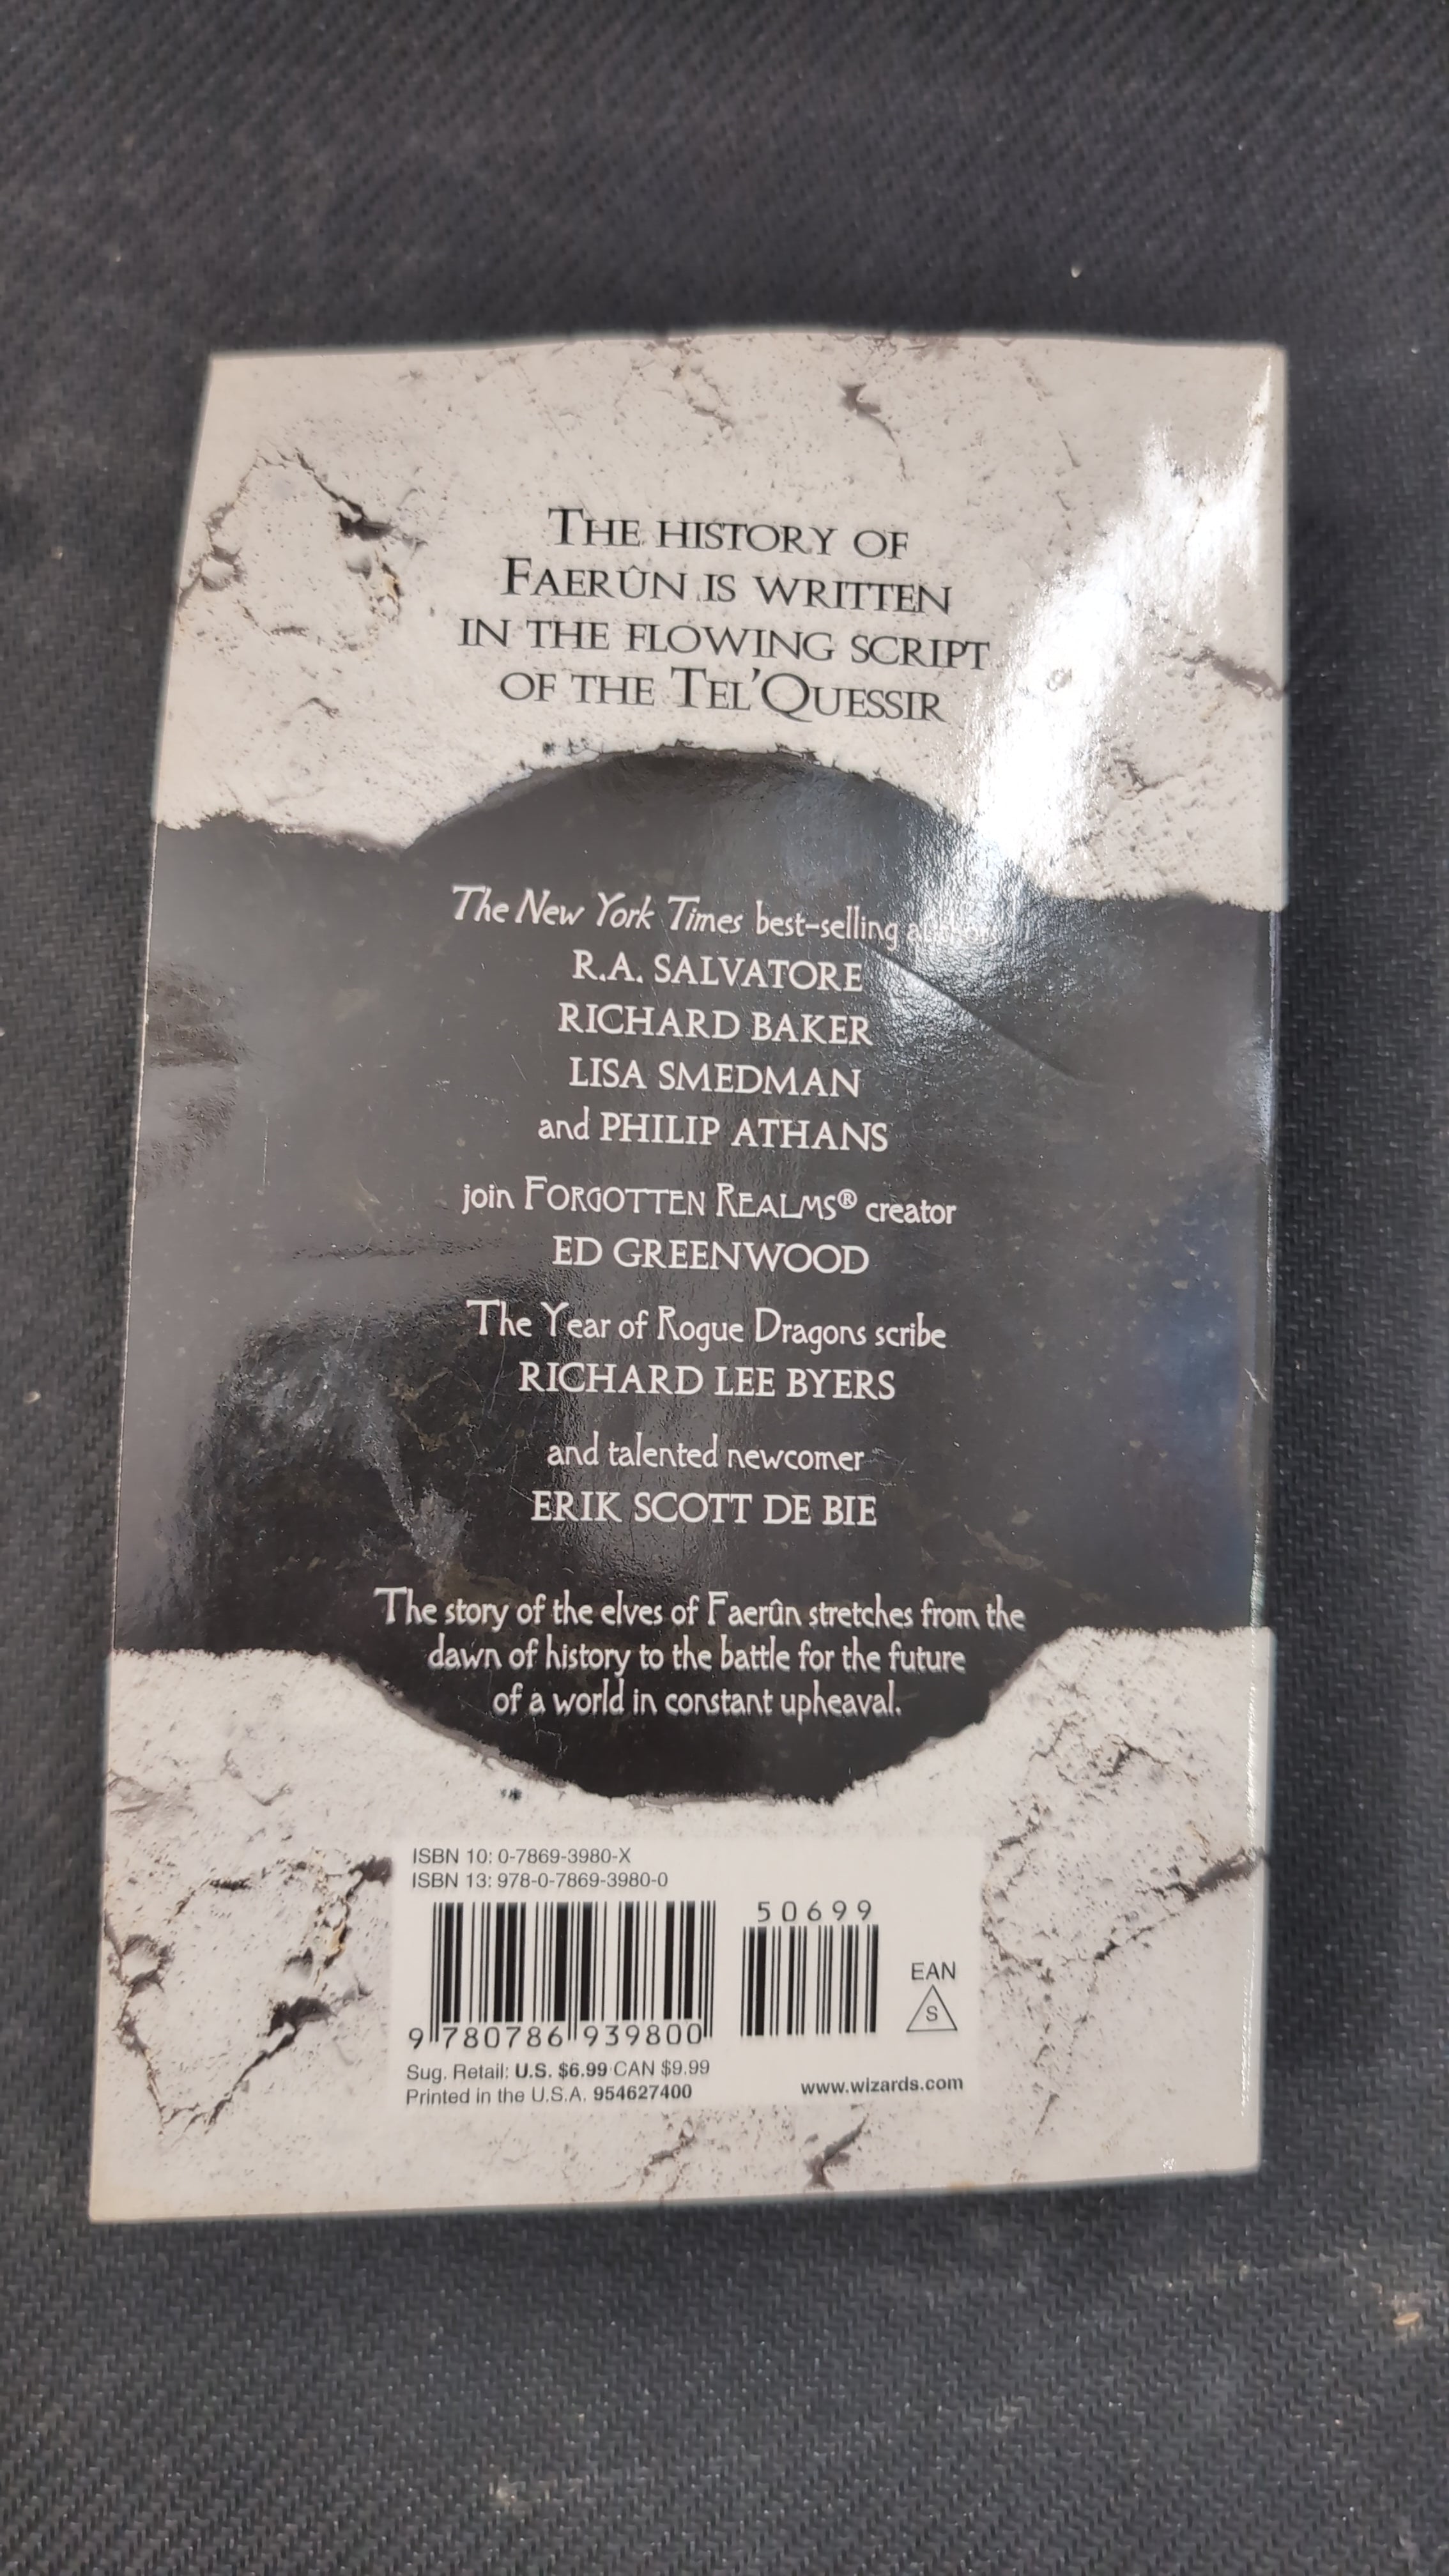 THE HISTORY OF
FAERÛN IS WRITTEN
IN THE FLOWING SCRIPT
OF THE TEL'QUESSIR
The New York Times best-selling
R.A. SALVATORE
RICHARD BAKER
LISA SMEDMAN
and PHILIP ATHANS
join FORGOTTEN REALMS® creator
ED GREENWOOD
The Year of Rogue Dragons scribe
RICHARD LEE BYERS
and talented newcomer
ERIK SCOTT DE BIE
The story of the elves of Faerûn stretches from the
dawn of history to the battle for the future
of a world in constant upheaval.
ISBN 10: 0-7869-3980-X
ISBN 13: 978-0-7869-3980-0
50699
EAN
S
9 780786 939800
Sug. Retail: U.S. $6.99 CAN $9.99
Printed in the U.S.A. 954627400
www.wizards.com